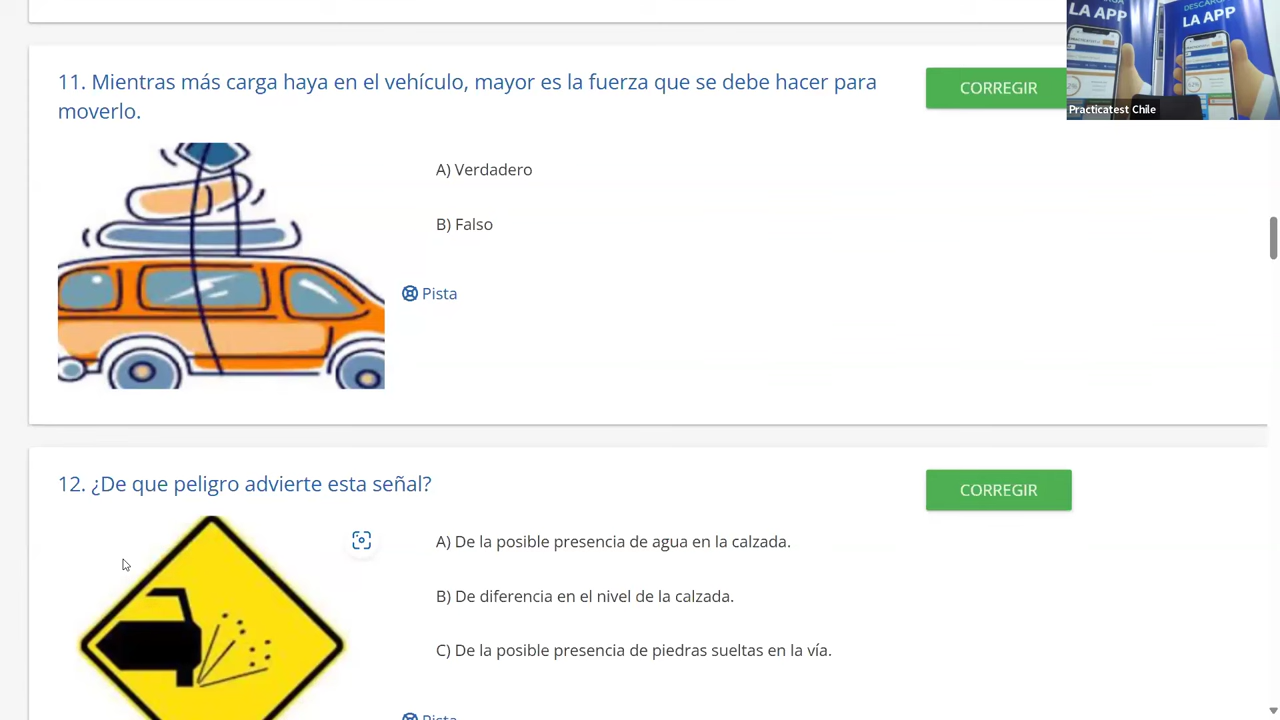 LA APP
DESCARGA
LA APP
Practicatest Chile
11. Mientras más carga haya en el vehículo, mayor es la fuerza que se debe hacer para
moverlo.
CORREGIR
A) Verdadero
B) Falso
Pista
12. ¿De que peligro advierte esta señal?
CORREGIR
A) De la posible presencia de agua en la calzada.
B) De diferencia en el nivel de la calzada.
C) De la posible presencia de piedras sueltas en la vía.
Pista